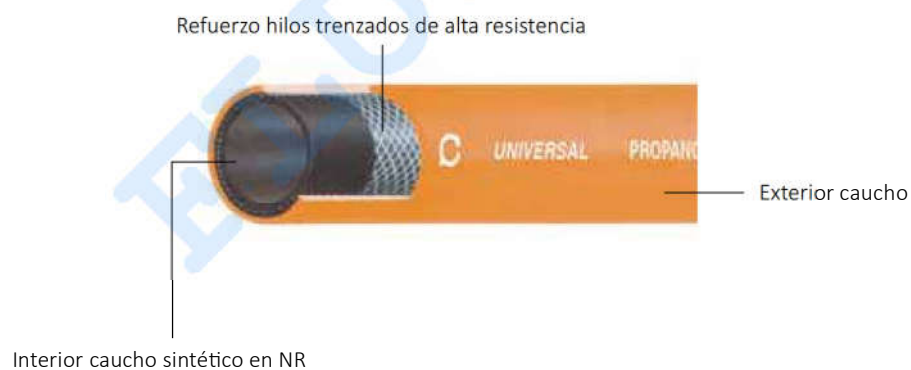 Refuerzo hilos trenzados de alta resistencia
UNIVERSAL PROPANO
Exterior caucho
Interior caucho sintético en NR